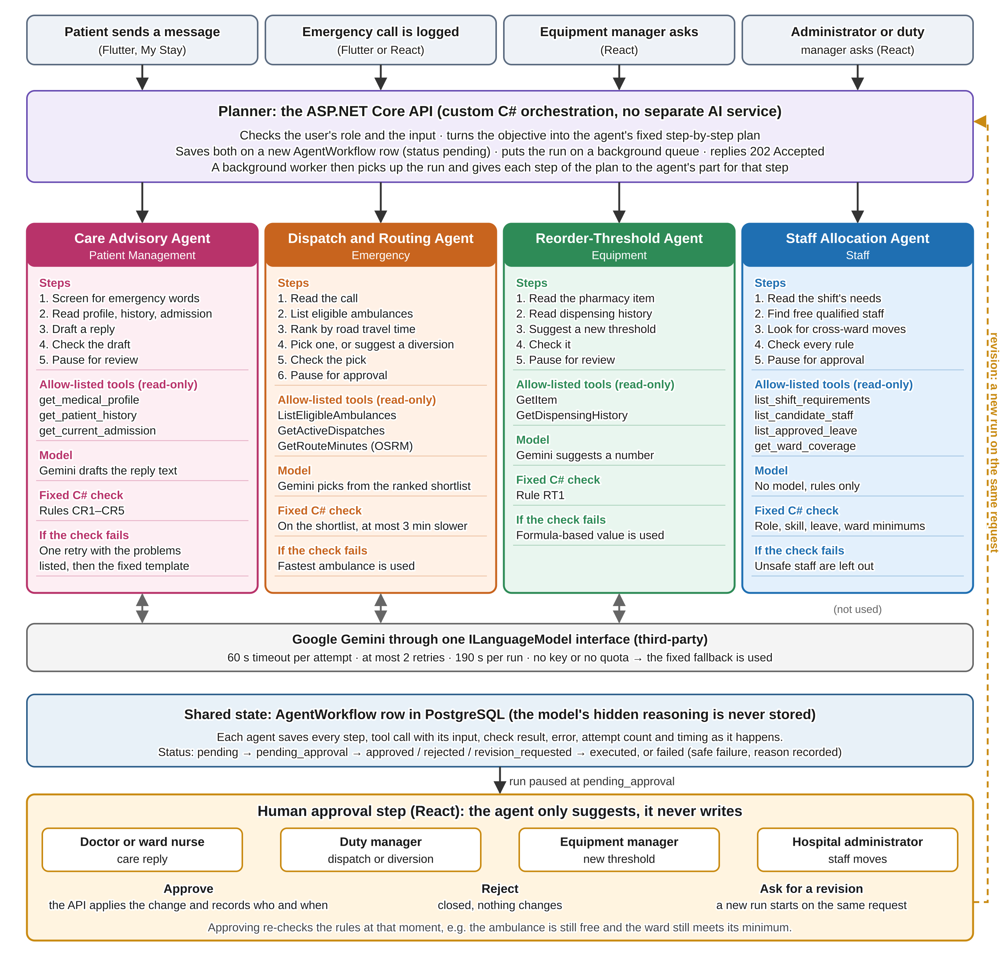 Patient sends a message
(Flutter, My Stay)
Emergency call is logged
(Flutter or React)
Equipment manager asks
(React)
Administrator or duty
manager asks (React)
Planner: the ASP.NET Core API (custom C# orchestration, no separate AI service)
Checks the user's role and the input · turns the objective into the agent's fixed step-by-step plan
Saves both on a new AgentWorkflow row (status pending) · puts the run on a background queue · replies 202 Accepted
A background worker then picks up the run and gives each step of the plan to the agent's part for that step
Care Advisory Agent
Patient Management
Steps
1. Screen for emergency words
2. Read profile, history, admission
3. Draft a reply
4. Check the draft
5. Pause for review
Allow-listed tools (read-only)
get_medical_profile
get_patient_history
get_current_admission
Model
Gemini drafts the reply text
Fixed C# check
Rules CR1–CR5
If the check fails
One retry with the problems
listed, then the fixed template
Dispatch and Routing Agent
Emergency
Steps
1. Read the call
2. List eligible ambulances
3. Rank by road travel time
4. Pick one, or suggest a diversion
5. Check the pick
6. Pause for approval
Allow-listed tools (read-only)
ListEligibleAmbulances
GetActiveDispatches
GetRouteMinutes (OSRM)
Model
Gemini picks from the ranked shortlist
Fixed C# check
On the shortlist, at most 3 min slower
If the check fails
Fastest ambulance is used
Reorder-Threshold Agent
Equipment
Steps
1. Read the pharmacy item
2. Read dispensing history
3. Suggest a new threshold
4. Check it
5. Pause for review
Allow-listed tools (read-only)
GetItem
GetDispensingHistory
Model
Gemini suggests a number
Fixed C# check
Rule RT1
If the check fails
Formula-based value is used
Staff Allocation Agent
Staff
Steps
1. Read the shift's needs
2. Find free qualified staff
3. Look for cross-ward moves
4. Check every rule
5. Pause for approval
Allow-listed tools (read-only)
list_shift_requirements
list_candidate_staff
list_approved_leave
get_ward_coverage
Model
No model, rules only
Fixed C# check
Role, skill, leave, ward minimums
If the check fails
Unsafe staff are left out
revision: a new run on the same request
(not used)
Google Gemini through one ILanguageModel interface (third-party)
60 s timeout per attempt · at most 2 retries · 190 s per run · no key or no quota → the fixed fallback is used
Shared state: AgentWorkflow row in PostgreSQL (the model's hidden reasoning is never stored)
Each agent saves every step, tool call with its input, check result, error, attempt count and timing as it happens.
Status: pending → pending_approval → approved / rejected / revision_requested → executed, or failed (safe failure, reason recorded)
run paused at pending_approval
Human approval step (React): the agent only suggests, it never writes
Doctor or ward nurse
care reply
Duty manager
dispatch or diversion
Equipment manager
new threshold
Hospital administrator
staff moves
Approve
the API applies the change and records who and when
Reject
closed, nothing changes
Ask for a revision
a new run starts on the same request
Approving re-checks the rules at that moment, e.g. the ambulance is still free and the ward still meets its minimum.